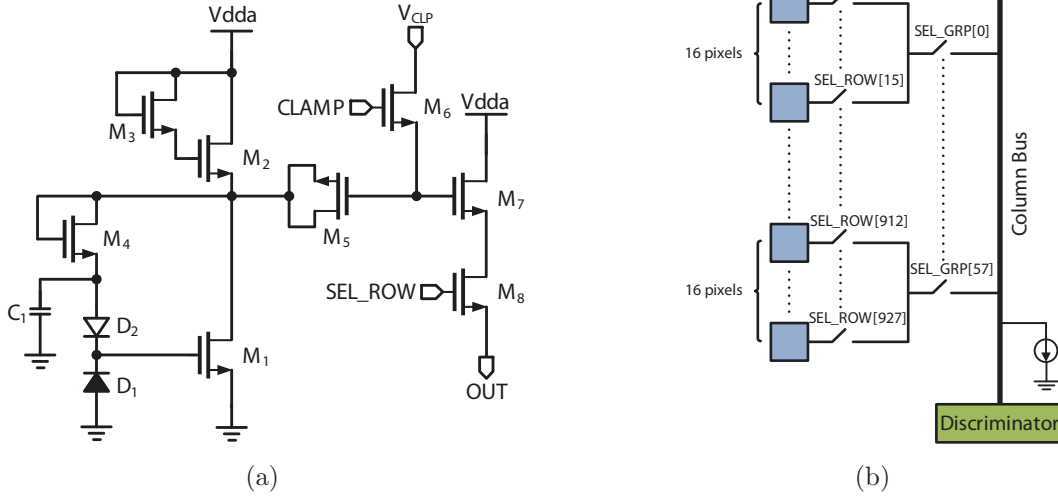 Vdda
V_CLP
CLAMP
M3
M2
M6
Vdda
M7
M4
M5
SEL_ROW
M8
C1
D2
M1
D1
OUT
(a)
16 pixels
SEL_GRP[0]
SEL_ROW[15]
Column Bus
SEL_ROW[912]
SEL_GRP[57]
16 pixels
SEL_ROW[927]
Discriminator
(b)